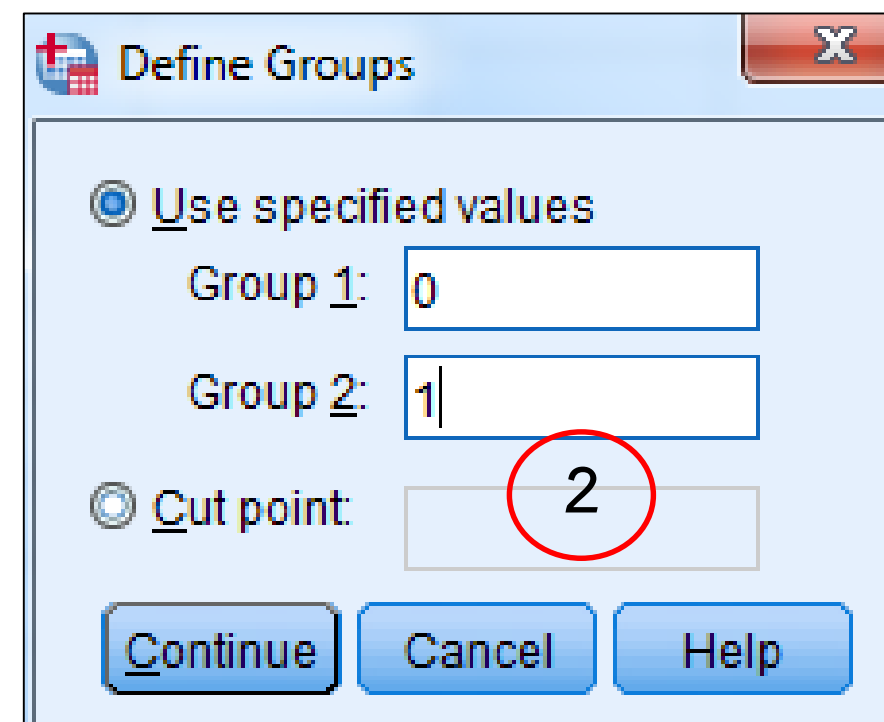 Define Groups
Use specified values
Group 1: 0
Group 2: 1
2
Cut point:
Continue Cancel Help